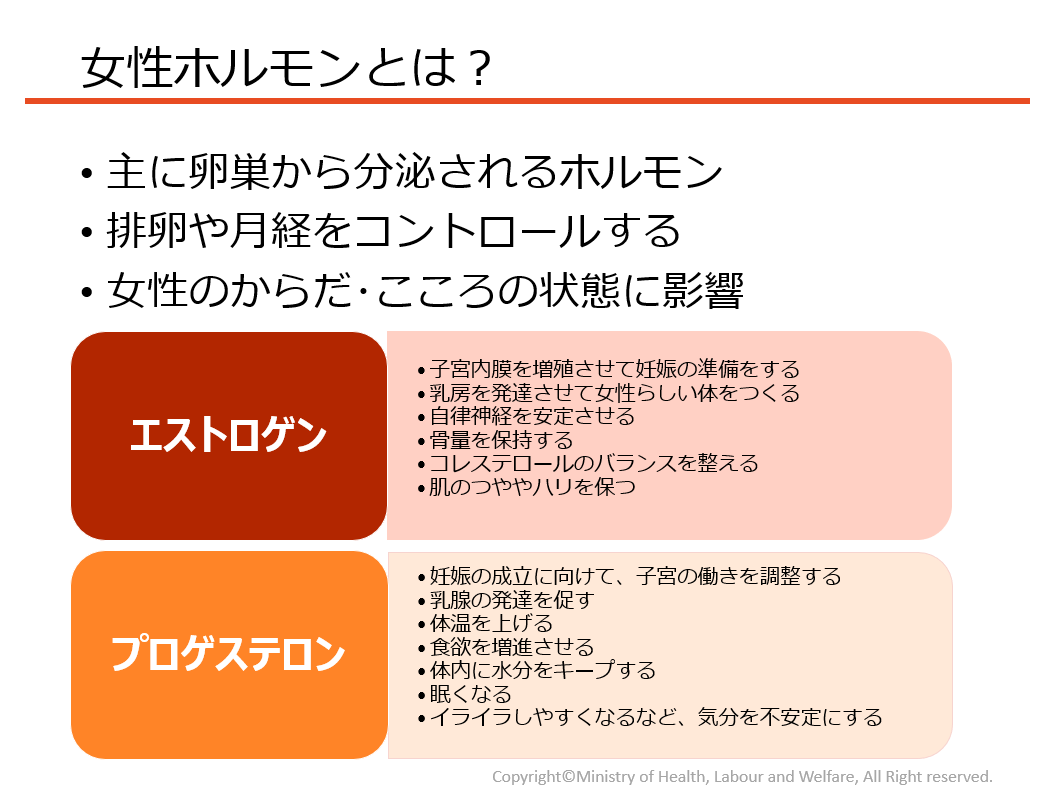 女性ホルモンとは？
• 主に卵巣から分泌されるホルモン
• 排卵や月経をコントロールする
• 女性のからだ･こころの状態に影響
エストロゲン
• 子宮内膜を増殖させて妊娠の準備をする
• 乳房を発達させて女性らしい体をつくる
• 自律神経を安定させる
• 骨量を保持する
• コレステロールのバランスを整える
• 肌のつややハリを保つ
プロゲステロン
• 妊娠の成立に向けて、子宮の働きを調整する
• 乳腺の発達を促す
• 体温を上げる
• 食欲を増進させる
• 体内に水分をキープする
• 眠くなる
• イライラしやすくなるなど、気分を不安定にする
Copyright©Ministry of Health, Labour and Welfare, All Right reserved.